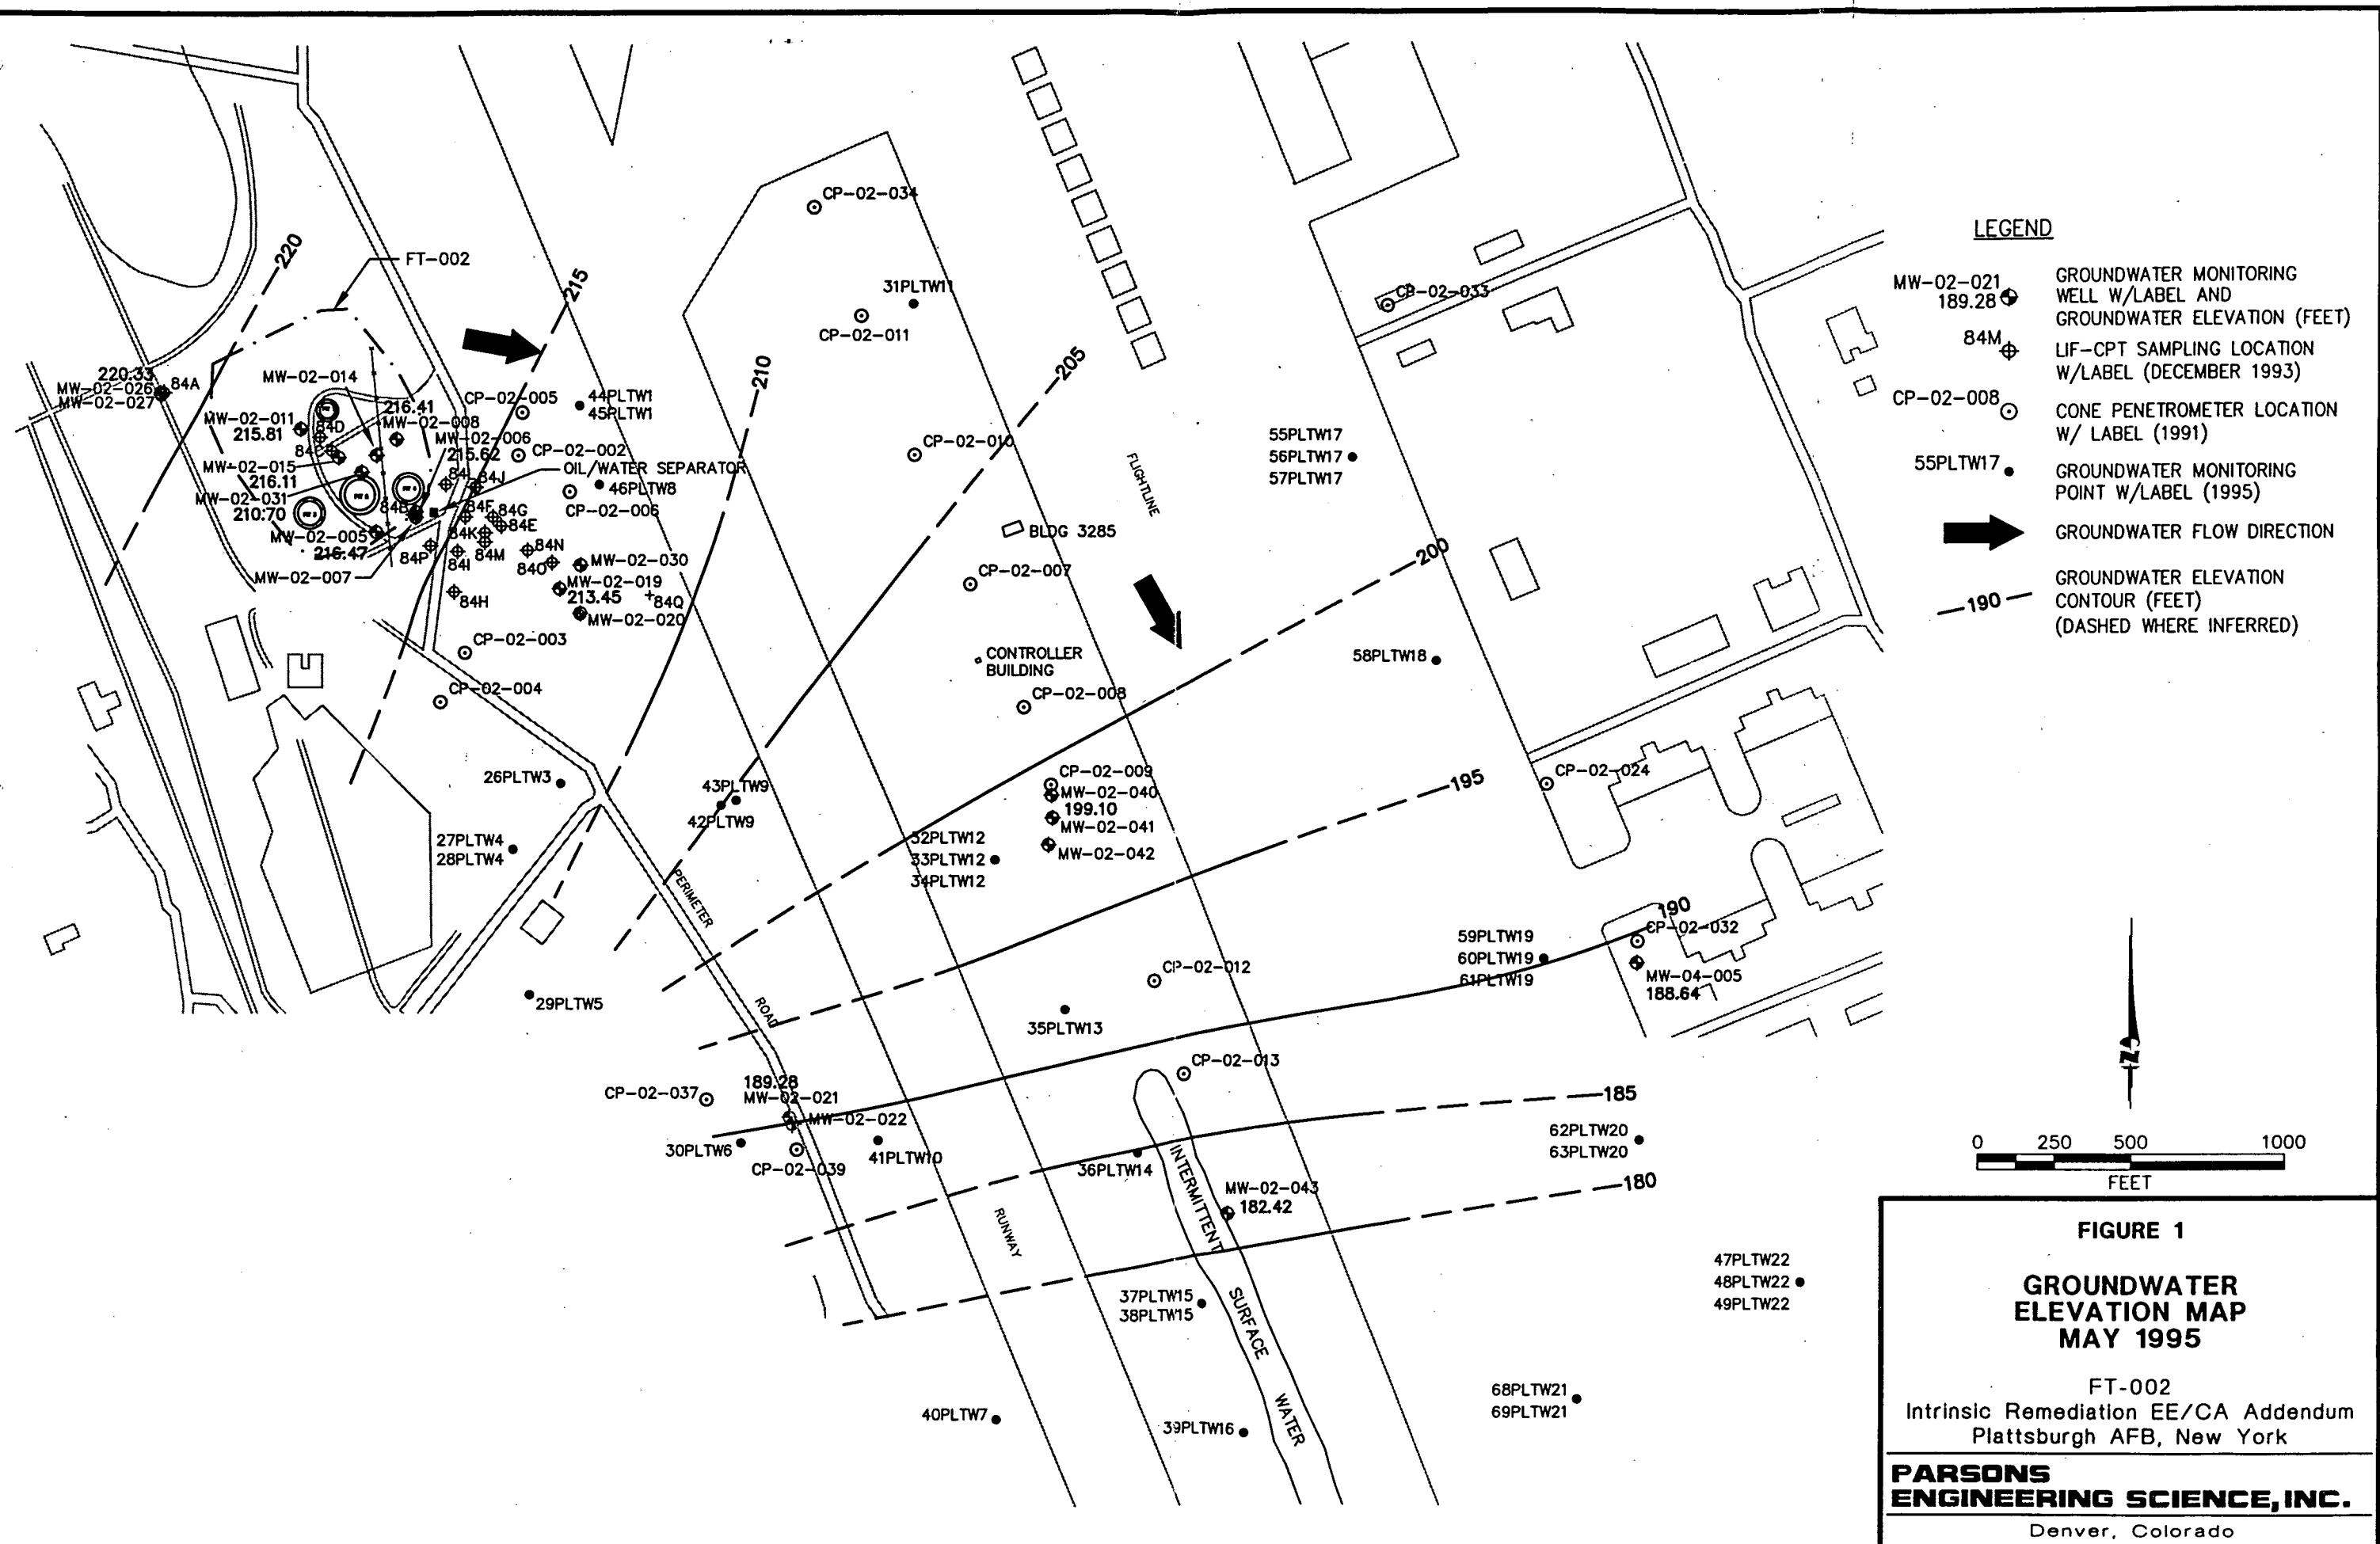 220
FT-002
215
CP-02-034
31PLTW11
CP-02-011
210
205
CP-02-033
220.33
MW-02-026
MW-02-027
84A
MW-02-014
MW-02-011
215.81
84D
84C
216.41
MW-02-008
MW-02-006
215.62
CP-02-005
44PLTW1
45PLTW1
CP-02-002
OIL/WATER SEPARATOR
46PLTW8
CP-02-006
MW-02-015
216.11
MW-02-031
210.70
MW-02-005
216.47
MW-02-007
84B
84L
84J
84F
84G
84E
84K
84M
84P
84I
84N
84O
84H
MW-02-030
MW-02-019
213.45
84Q
MW-02-020
CP-02-003
CP-02-004
CP-02-010
FLIGHTLINE
55PLTW17
56PLTW17
57PLTW17
BLDG 3285
CP-02-007
200
CONTROLLER
BUILDING
CP-02-008
58PLTW18
26PLTW3
43PLTW9
42PLTW9
27PLTW4
28PLTW4
CP-02-009
MW-02-040
199.10
MW-02-041
MW-02-042
32PLTW12
33PLTW12
34PLTW12
195
CP-02-024
PERIMETER
ROAD
29PLTW5
190
CP-02-032
59PLTW19
60PLTW19
61PLTW19
MW-04-005
188.64
CP-02-012
35PLTW13
CP-02-013
CP-02-037
189.28
MW-02-021
MW-02-022
30PLTW6
CP-02-039
41PLTW10
36PLTW14
185
62PLTW20
63PLTW20
MW-02-043
182.42
180
RUNWAY
INTERMITTENT
SURFACE
WATER
37PLTW15
38PLTW15
47PLTW22
48PLTW22
49PLTW22
40PLTW7
39PLTW16
68PLTW21
69PLTW21
LEGEND
MW-02-021
189.28
GROUNDWATER MONITORING
WELL W/LABEL AND
GROUNDWATER ELEVATION (FEET)
84M
LIF-CPT SAMPLING LOCATION
W/LABEL (DECEMBER 1993)
CP-02-008
CONE PENETROMETER LOCATION
W/ LABEL (1991)
55PLTW17
GROUNDWATER MONITORING
POINT W/LABEL (1995)
GROUNDWATER FLOW DIRECTION
190
GROUNDWATER ELEVATION
CONTOUR (FEET)
(DASHED WHERE INFERRED)
N
0 250 500 1000
FEET
FIGURE 1
GROUNDWATER
ELEVATION MAP
MAY 1995
FT-002
Intrinsic Remediation EE/CA Addendum
Plattsburgh AFB, New York
PARSONS
ENGINEERING SCIENCE, INC.
Denver, Colorado